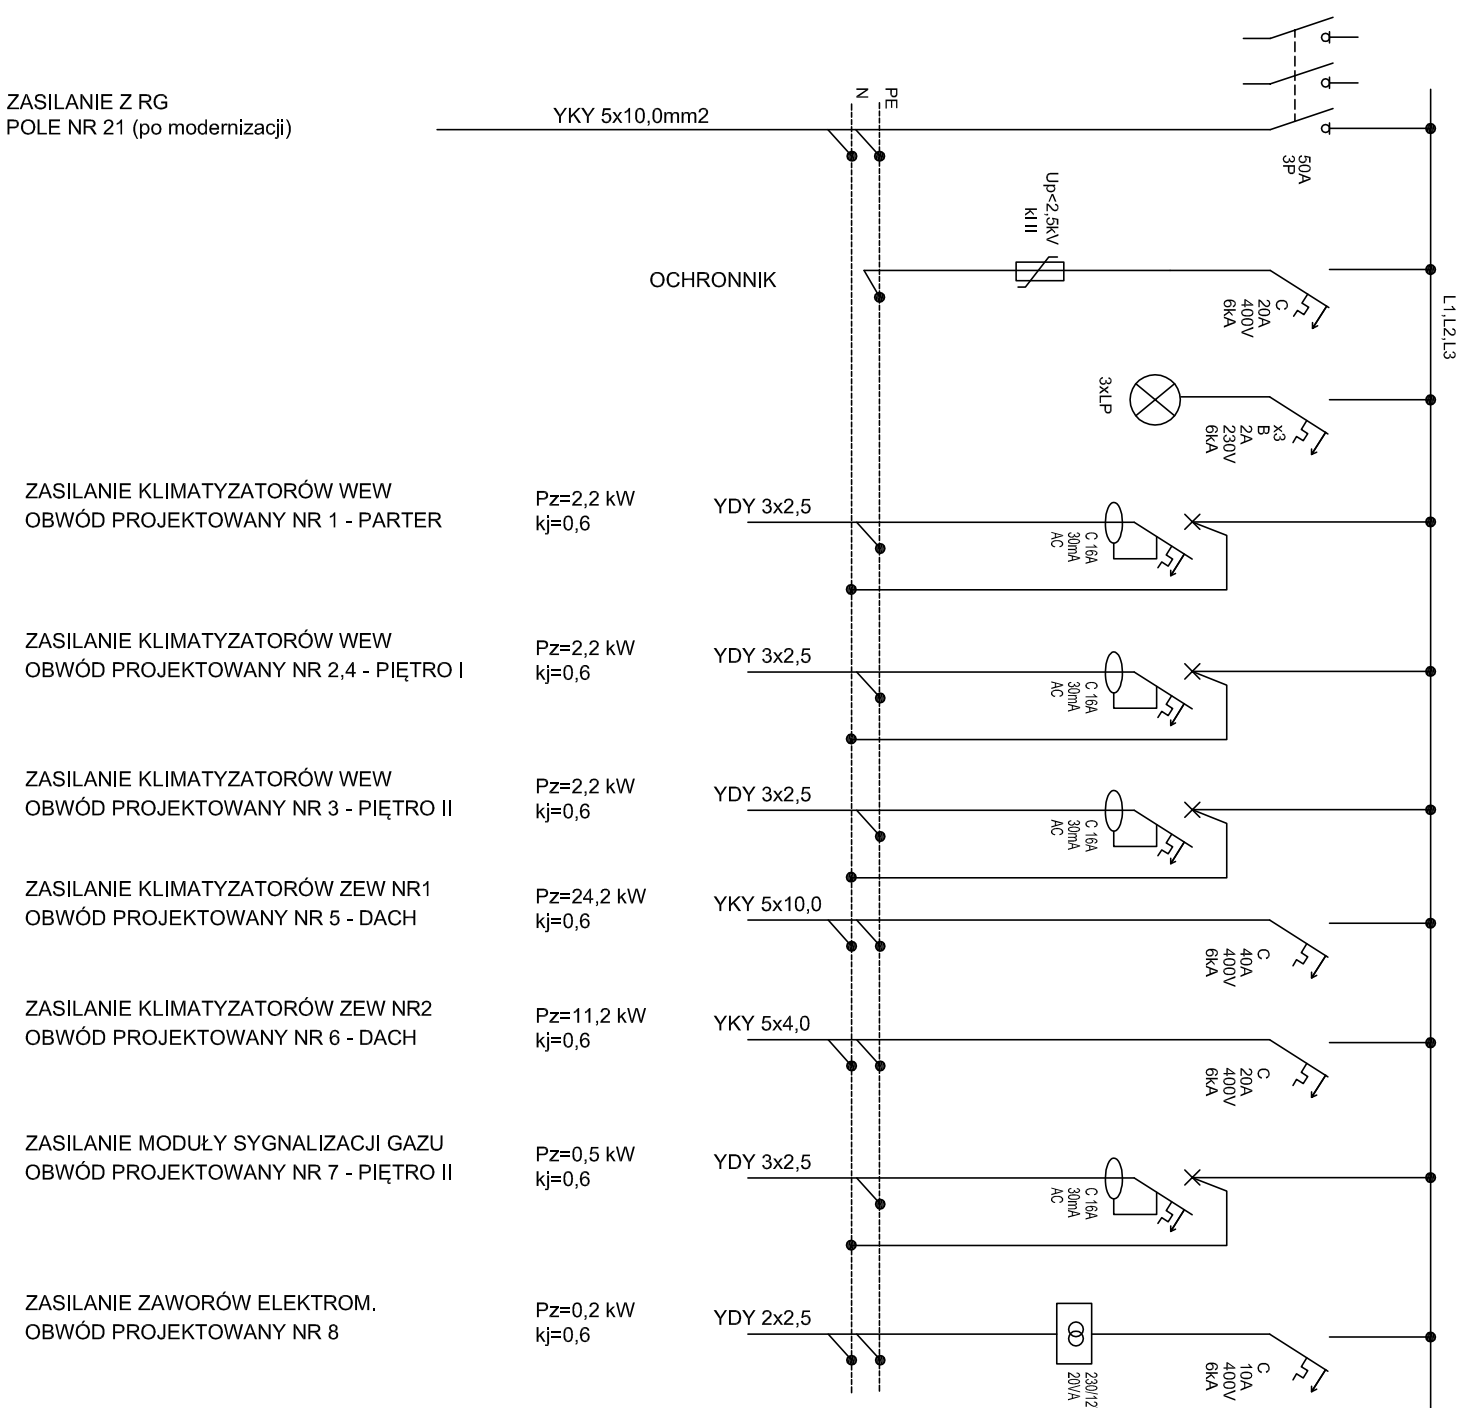 ZASILANIE Z RG
POLE NR 21 (po modernizacji)
YKY 5x10,0mm2
N
PE
50A
3P
L1,L2,L3
OCHRONNIK
Up<2,5kV
kl II
C
20A
400V
6kA
3xLP
x3
B
2A
230V
6kA
ZASILANIE KLIMATYZATORÓW WEW
OBWÓD PROJEKTOWANY NR 1 - PARTER
Pz=2,2 kW
kj=0,6
YDY 3x2,5
C 16A
30mA
AC
ZASILANIE KLIMATYZATORÓW WEW
OBWÓD PROJEKTOWANY NR 2,4 - PIĘTRO I
Pz=2,2 kW
kj=0,6
YDY 3x2,5
C 16A
30mA
AC
ZASILANIE KLIMATYZATORÓW WEW
OBWÓD PROJEKTOWANY NR 3 - PIĘTRO II
Pz=2,2 kW
kj=0,6
YDY 3x2,5
C 16A
30mA
AC
ZASILANIE KLIMATYZATORÓW ZEW NR1
OBWÓD PROJEKTOWANY NR 5 - DACH
Pz=24,2 kW
kj=0,6
YKY 5x10,0
C
40A
400V
6kA
ZASILANIE KLIMATYZATORÓW ZEW NR2
OBWÓD PROJEKTOWANY NR 6 - DACH
Pz=11,2 kW
kj=0,6
YKY 5x4,0
C
20A
400V
6kA
ZASILANIE MODUŁY SYGNALIZACJI GAZU
OBWÓD PROJEKTOWANY NR 7 - PIĘTRO II
Pz=0,5 kW
kj=0,6
YDY 3x2,5
C 16A
30mA
AC
ZASILANIE ZAWORÓW ELEKTROM.
OBWÓD PROJEKTOWANY NR 8
Pz=0,2 kW
kj=0,6
YDY 2x2,5
230/12
20VA
C
10A
400V
6kA